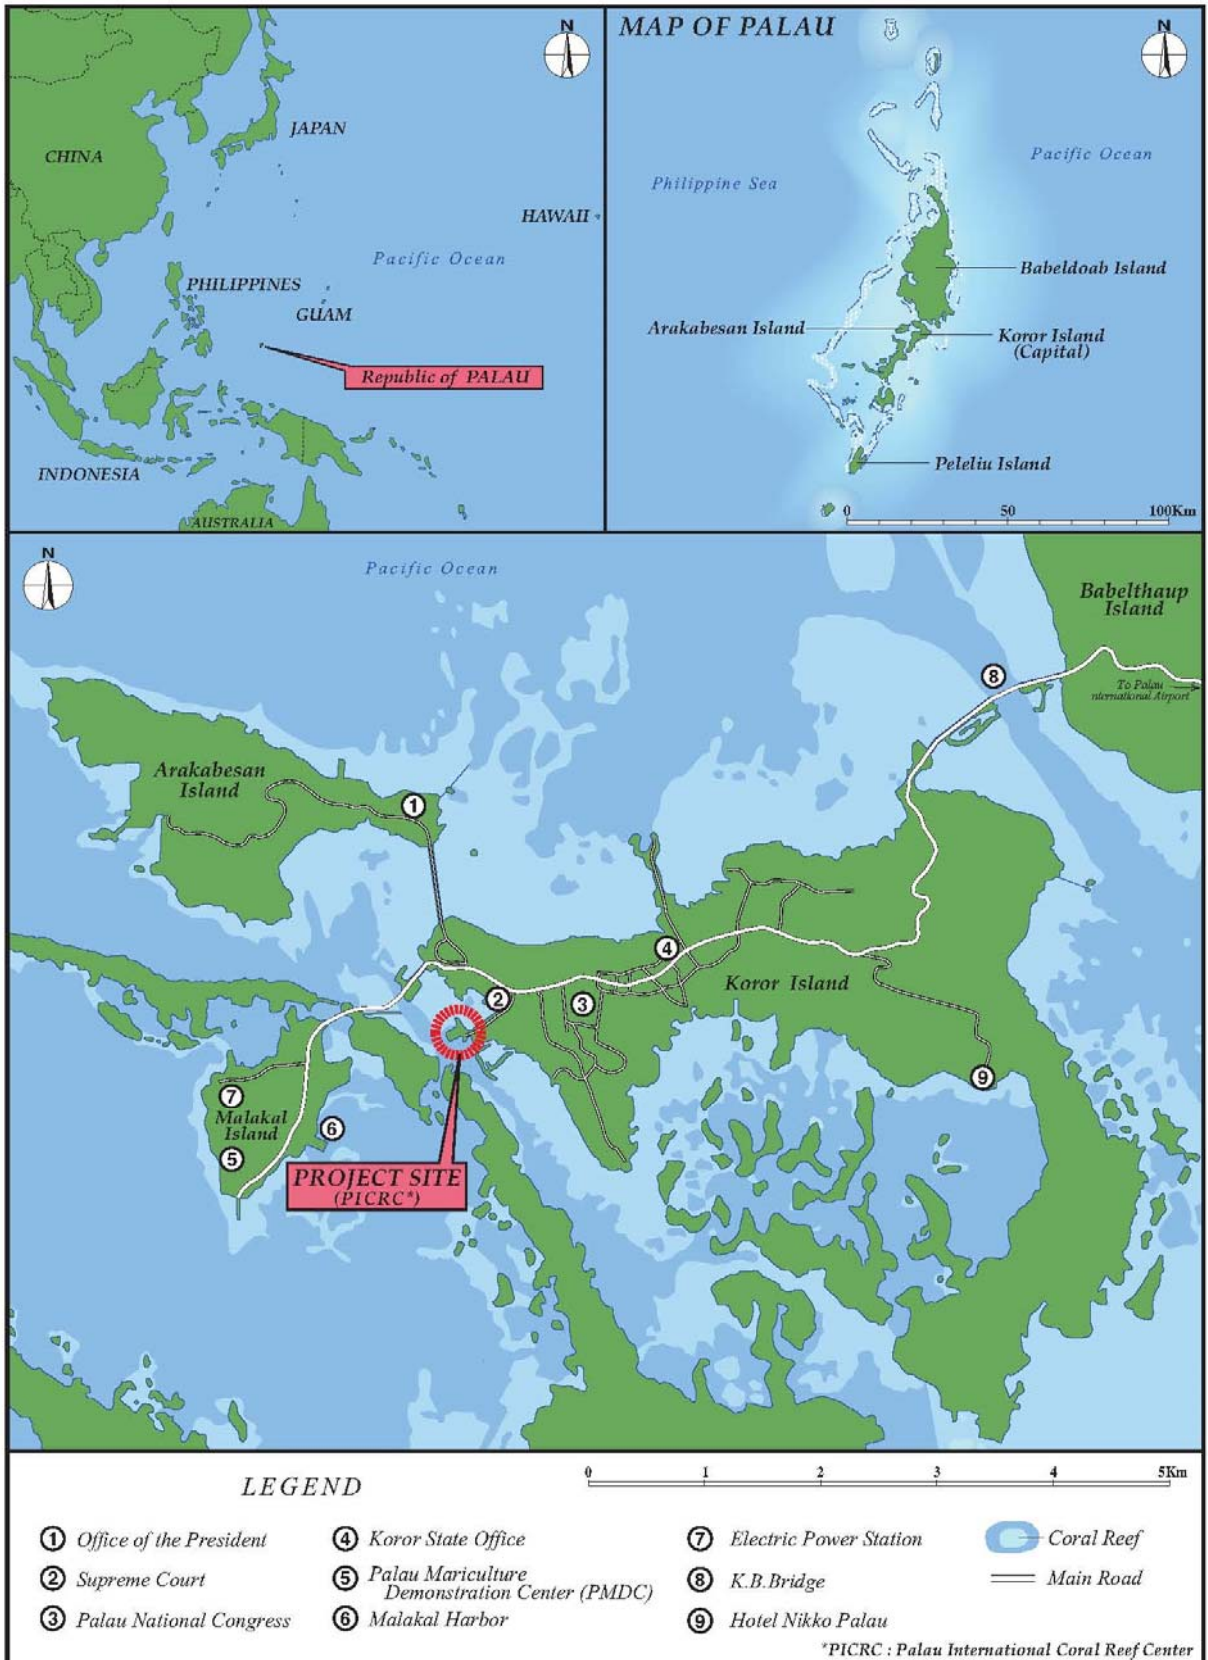 N
JAPAN
CHINA
HAWAII
Pacific Ocean
PHILIPPINES
GUAM
Republic of PALAU
INDONESIA
AUSTRALIA
MAP OF PALAU
N
Pacific Ocean
Philippine Sea
Babeldoab Island
Arakabesan Island
Koror Island
(Capital)
Peleliu Island
0 50 100Km
N
Pacific Ocean
Babelthaup
Island
8
To Palau
nternational Airport
Arakabesan
Island
1
4
Koror Island
2
3
9
7
Malakal
Island
6
5
PROJECT SITE
(PICRC*)
LEGEND
0 1 2 3 4 5Km
1 Office of the President
2 Supreme Court
3 Palau National Congress
4 Koror State Office
5 Palau Mariculture
Demonstration Center (PMDC)
6 Malakal Harbor
7 Electric Power Station
8 K.B.Bridge
9 Hotel Nikko Palau
Coral Reef
Main Road
*PICRC : Palau International Coral Reef Center